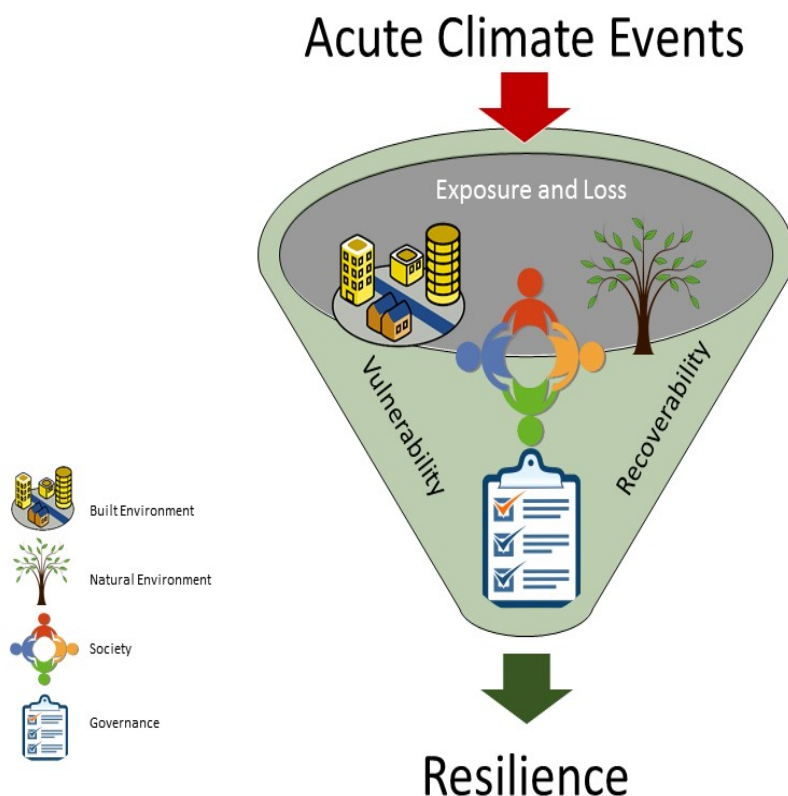 Acute Climate Events
Exposure and Loss
Vulnerability
Recoverability
Built Environment
Natural Environment
Society
Governance
Resilience